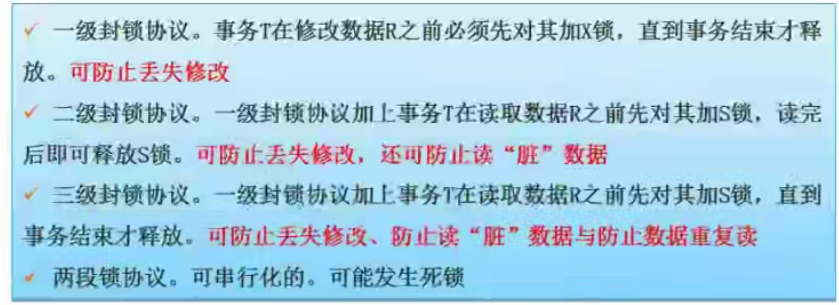 ✓ 一级封锁协议。事务T在修改数据R之前必须先对其加X锁，直到事务结束才释
放。可防止丢失修改
✓ 二级封锁协议。一级封锁协议加上事务T在读取数据R之前先对其加S锁，读完
后即可释放S锁。可防止丢失修改，还可防止读“脏”数据
✓ 三级封锁协议。一级封锁协议加上事务T在读取数据R之前先对其加S锁，直到
事务结束才释放。可防止丢失修改、防止读“脏”数据与防止数据重复读
✓ 两段锁协议。可串行化的。可能发生死锁